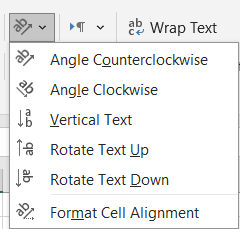 Wrap Text
Angle Counterclockwise
Angle Clockwise
Vertical Text
Rotate Text Up
Rotate Text Down
Format Cell Alignment